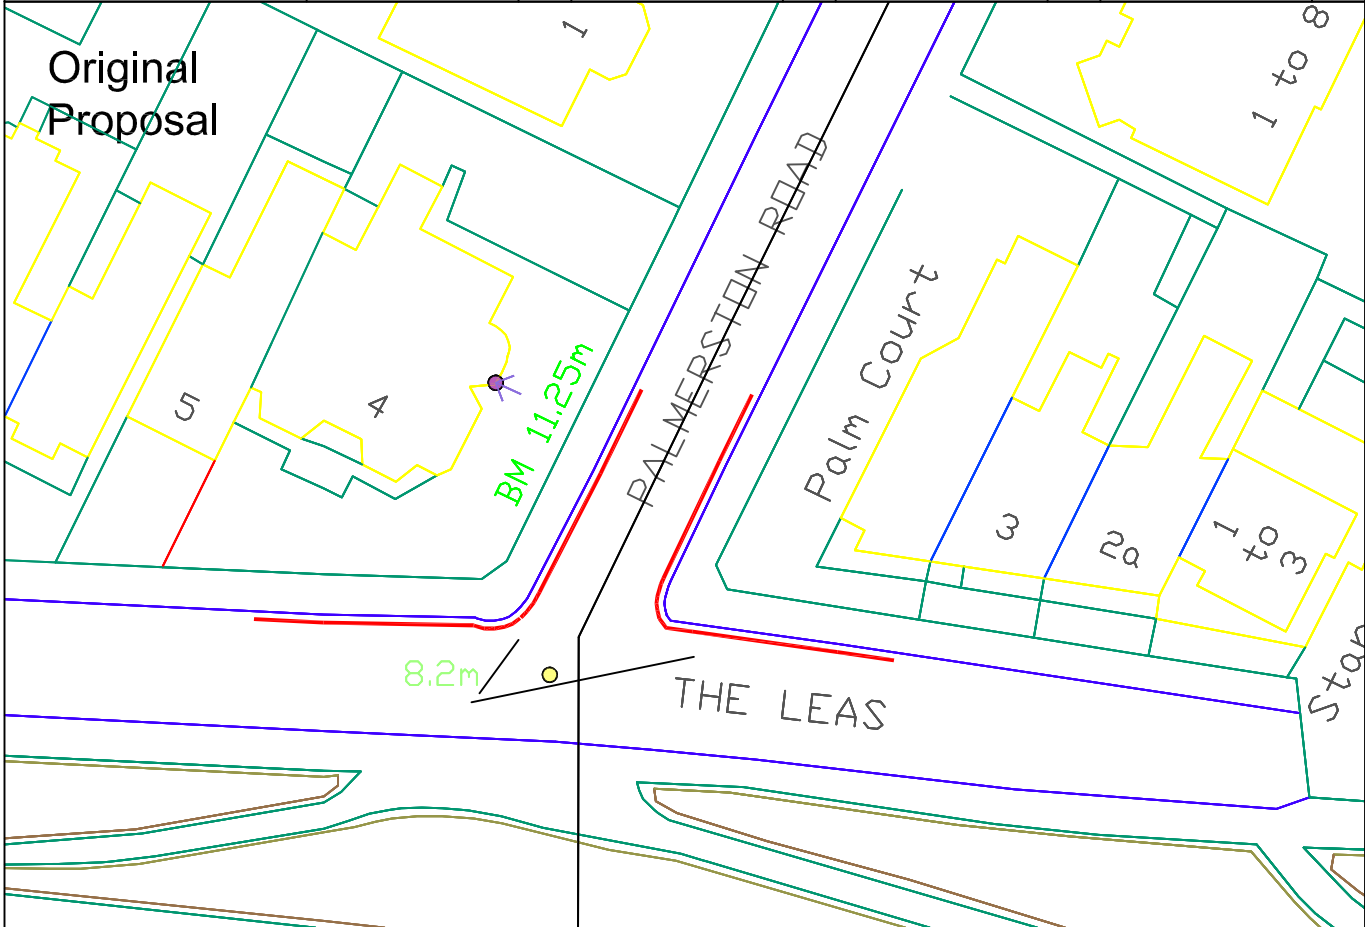 Original
Proposal
1
1 to 8
PALMERSTON ROAD
Palm Court
BM 11.25m
5
4
3
2a
1
to
3
8.2m
THE LEAS
Stan